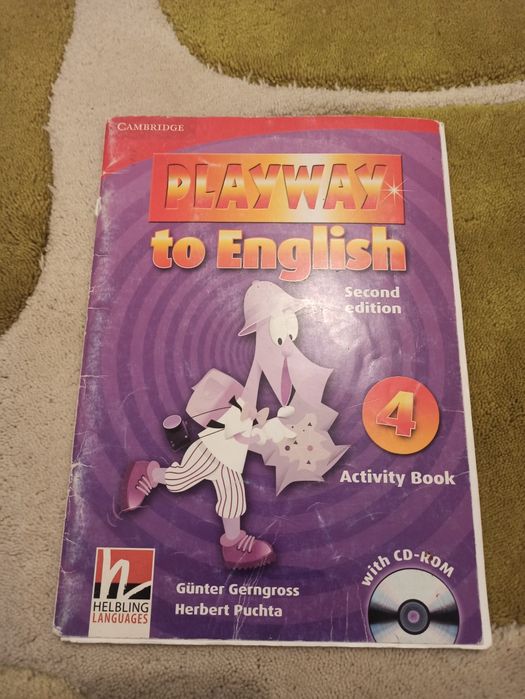 CAMBRIDGE
PLAYWAY
to English
Second
edition
4
Activity Book
with CD-ROM
Günter Gerngross
Herbert Puchta
h
HELBLING
LANGUAGES